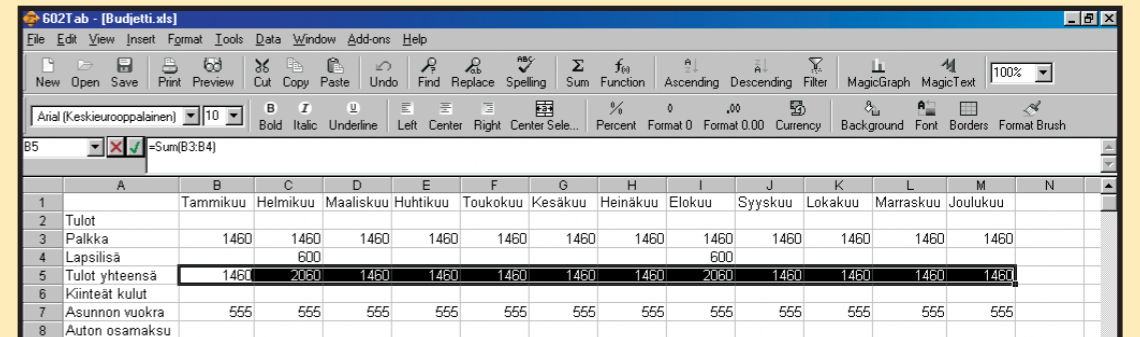 602Tab - [Budjetti.xls]
File Edit View Insert Format Tools Data Window Add-ons Help
New Open Save Print Preview Cut Copy Paste Undo Find Replace Spelling Sum Function Ascending Descending Filter MagicGraph MagicText 100%
Arial (Keskieurooppalainen) 10 Bold Italic Underline Left Center Right Center Sele... Percent Format 0 Format 0.00 Currency Background Font Borders Format Brush
B5 =Sum(B3:B4)
A B C D E F G H I J K L M N
1 Tammikuu Helmikuu Maaliskuu Huhtikuu Toukokuu Kesäkuu Heinäkuu Elokuu Syyskuu Lokakuu Marraskuu Joulukuu
2 Tulot
3 Palkka 1460 1460 1460 1460 1460 1460 1460 1460 1460 1460 1460 1460
4 Lapsilisä 600 600
5 Tulot yhteensä 1460 2060 1460 1460 1460 1460 1460 2060 1460 1460 1460 1460
6 Kiinteät kulut
7 Asunnon vuokra 555 555 555 555 555 555 555 555 555 555 555 555
8 Auton osamaksu